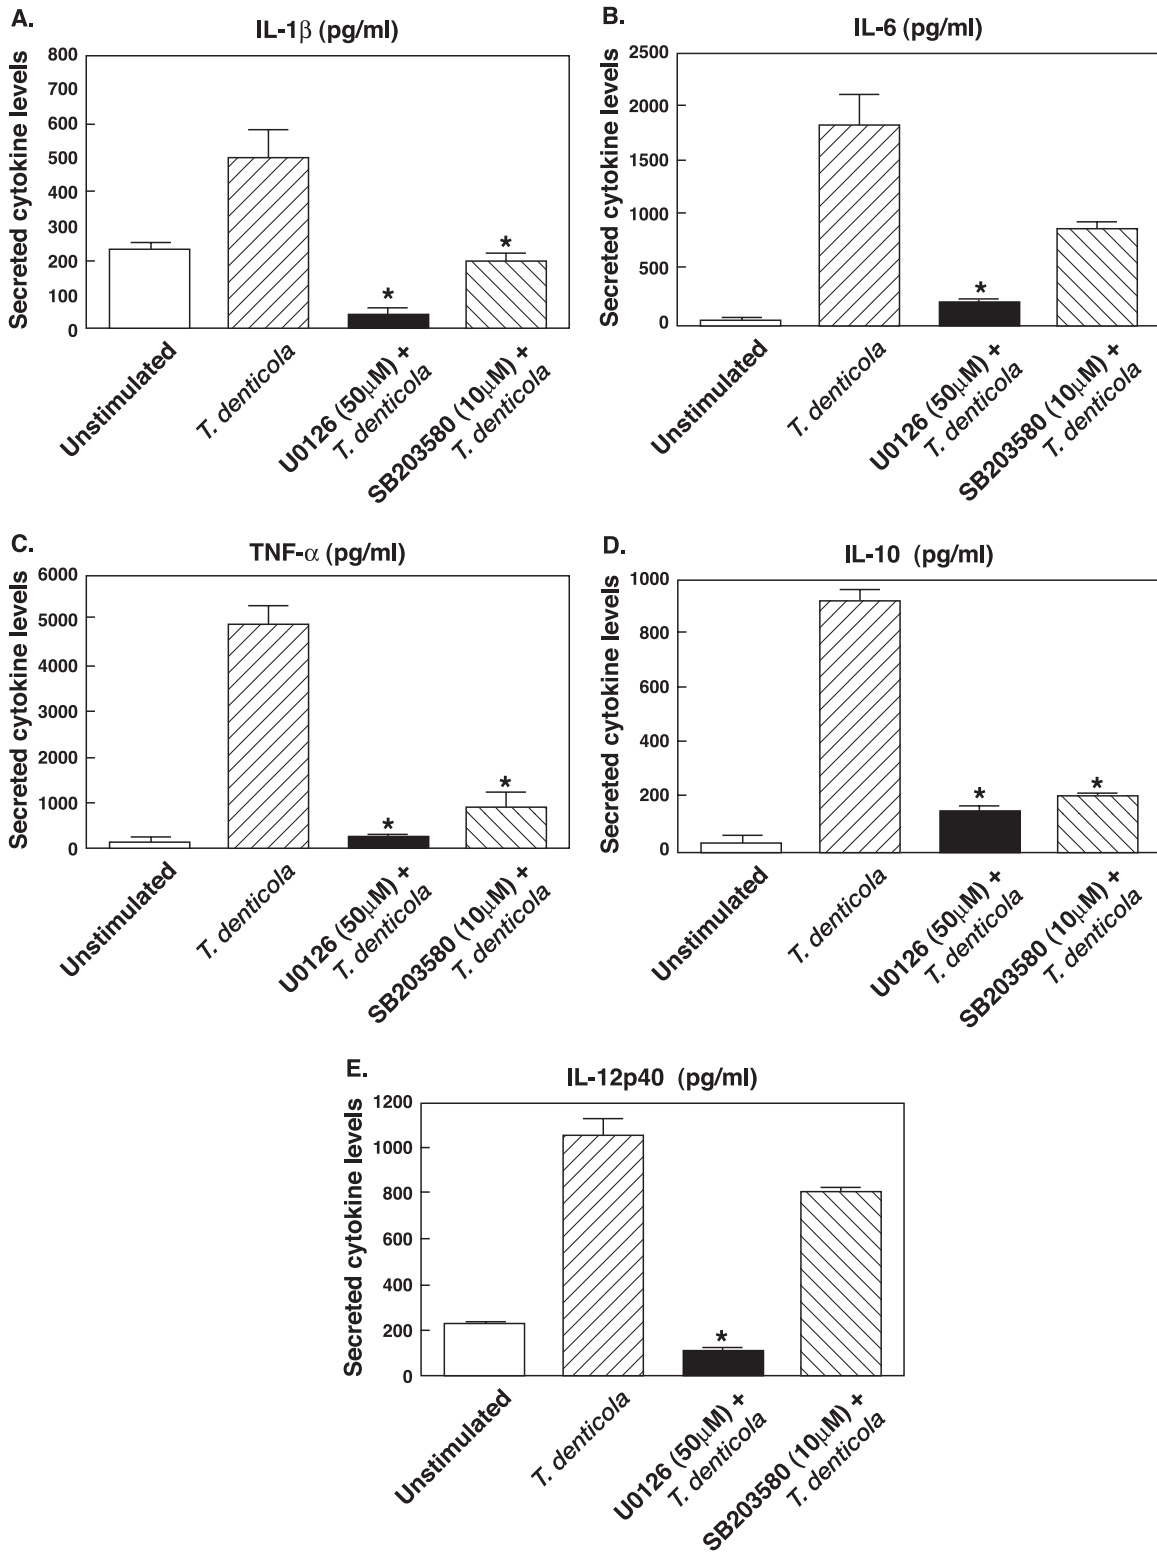 A.
IL-1β (pg/ml)
Secreted cytokine levels
800
700
600
500
400
300
200
100
0
*
*
Unstimulated
T. denticola
U0126 (50μM) +
T. denticola
SB203580 (10μM) +
T. denticola
B.
IL-6 (pg/ml)
Secreted cytokine levels
2500
2000
1500
1000
500
0
*
Unstimulated
T. denticola
U0126 (50μM) +
T. denticola
SB203580 (10μM) +
T. denticola
C.
TNF-α (pg/ml)
Secreted cytokine levels
6000
5000
4000
3000
2000
1000
0
*
*
Unstimulated
T. denticola
U0126 (50μM) +
T. denticola
SB203580 (10μM) +
T. denticola
D.
IL-10 (pg/ml)
Secreted cytokine levels
1000
800
600
400
200
0
*
*
Unstimulated
T. denticola
U0126 (50μM) +
T. denticola
SB203580 (10μM) +
T. denticola
E.
IL-12p40 (pg/ml)
Secreted cytokine levels
1200
1000
800
600
400
200
0
*
Unstimulated
T. denticola
U0126 (50μM) +
T. denticola
SB203580 (10μM) +
T. denticola